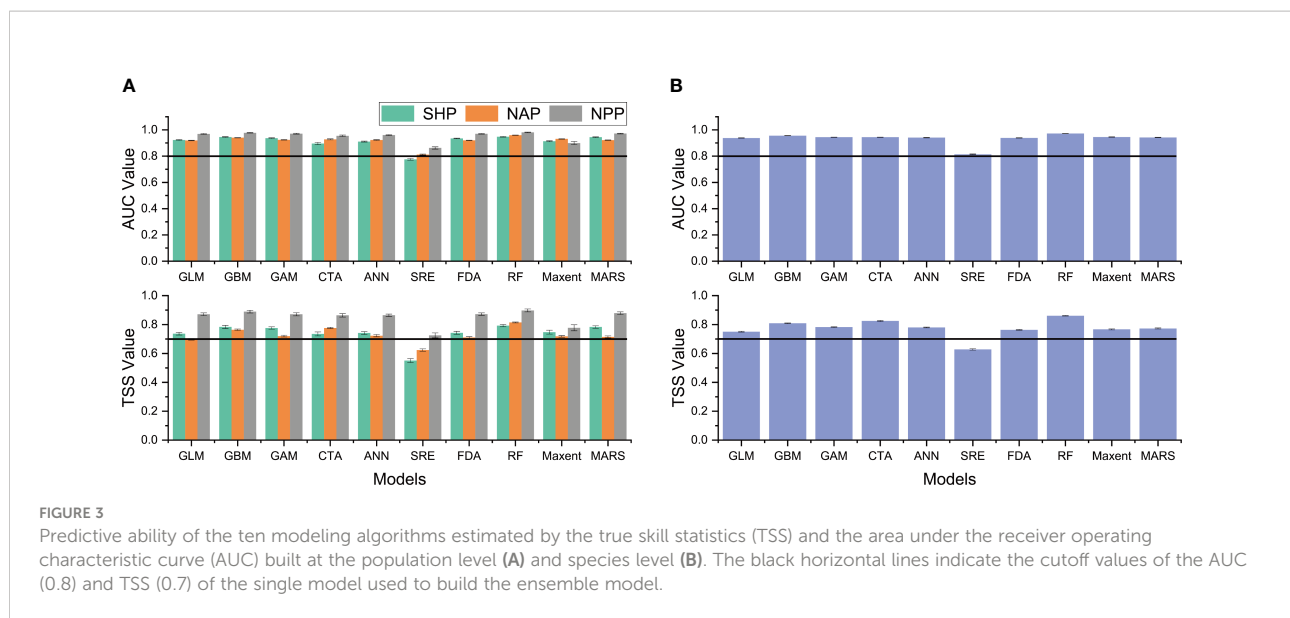 A
B
SHP NAP NPP
1.0
0.8
0.6
0.4
0.2
0.0
AUC Value
GLM GBM GAM CTA ANN SRE FDA RF Maxent MARS
1.0
0.8
0.6
0.4
0.2
0.0
TSS Value
GLM GBM GAM CTA ANN SRE FDA RF Maxent MARS
Models
1.0
0.8
0.6
0.4
0.2
0.0
AUC Value
GLM GBM GAM CTA ANN SRE FDA RF Maxent MARS
1.0
0.8
0.6
0.4
0.2
0.0
TSS Value
GLM GBM GAM CTA ANN SRE FDA RF Maxent MARS
Models
FIGURE 3
Predictive ability of the ten modeling algorithms estimated by the true skill statistics (TSS) and the area under the receiver operating
characteristic curve (AUC) built at the population level (A) and species level (B). The black horizontal lines indicate the cutoff values of the AUC
(0.8) and TSS (0.7) of the single model used to build the ensemble model.